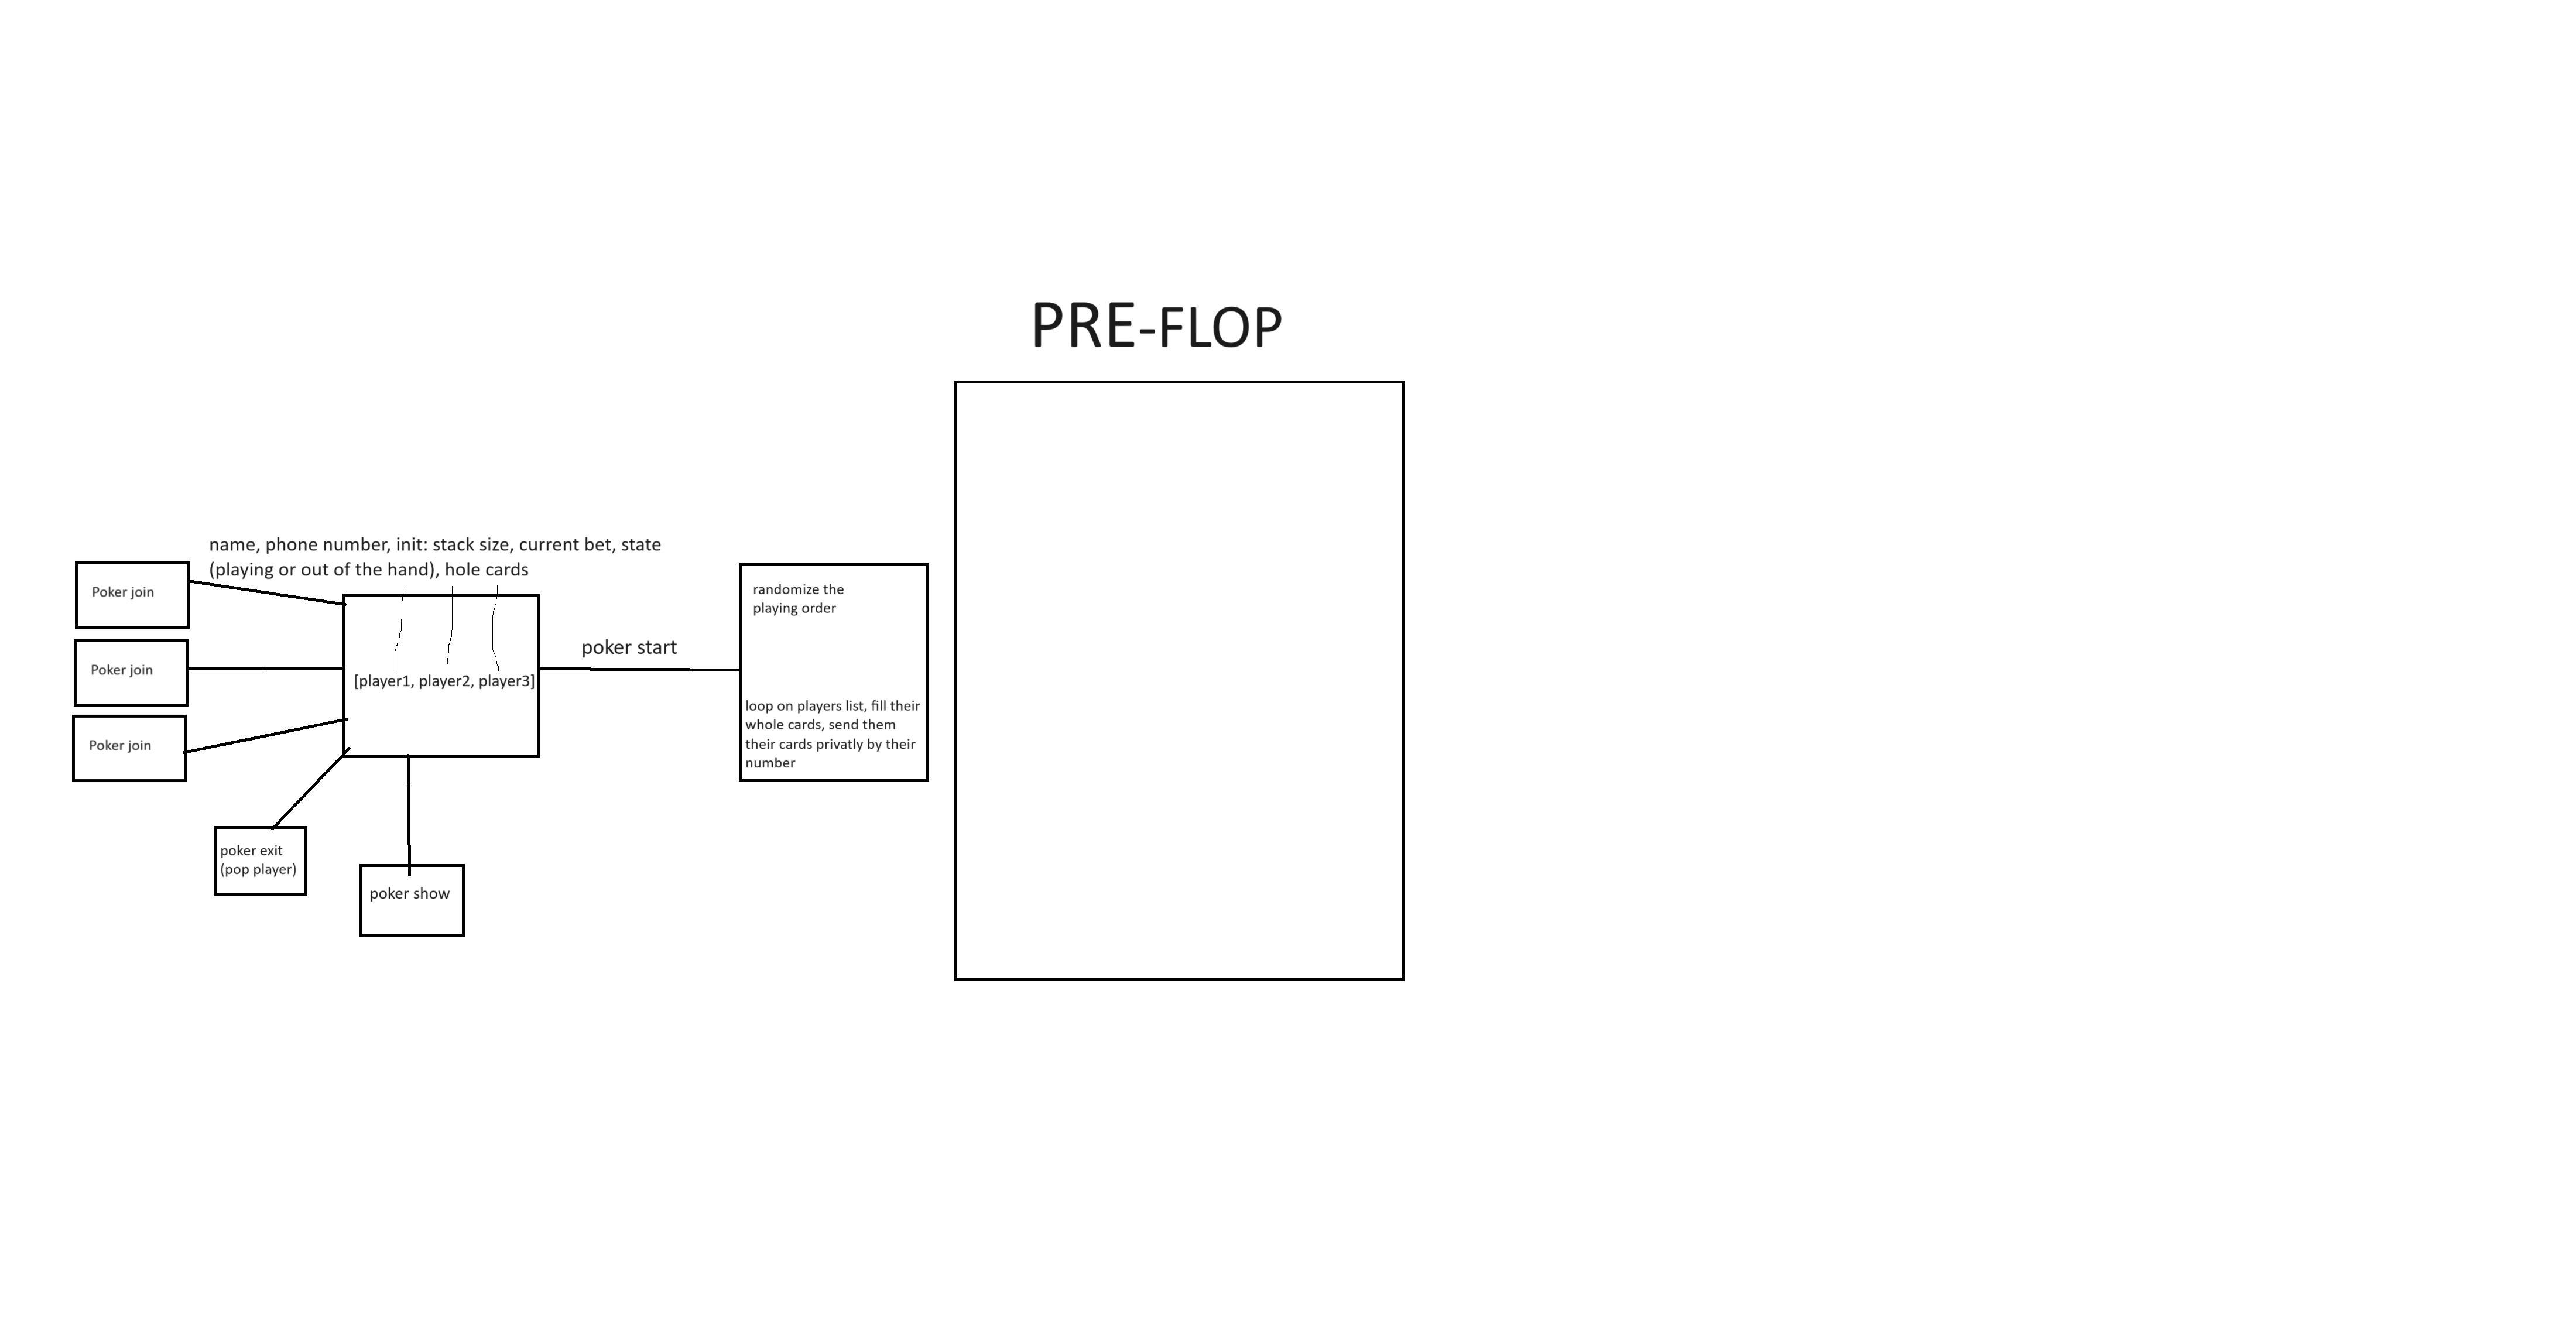 PRE-FLOP
name, phone number, init: stack size, current bet, state
(playing or out of the hand), hole cards
Poker join
Poker join
Poker join
[player1, player2, player3]
poker exit
(pop player)
poker show
poker start
randomize the
playing order
loop on players list, fill their
whole cards, send them
their cards privatly by their
number